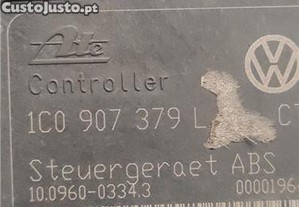 CustoJusto.pt
Ate
Controller
1C0 907 379 L
Steuergeraet ABS
10.0960-0334.3